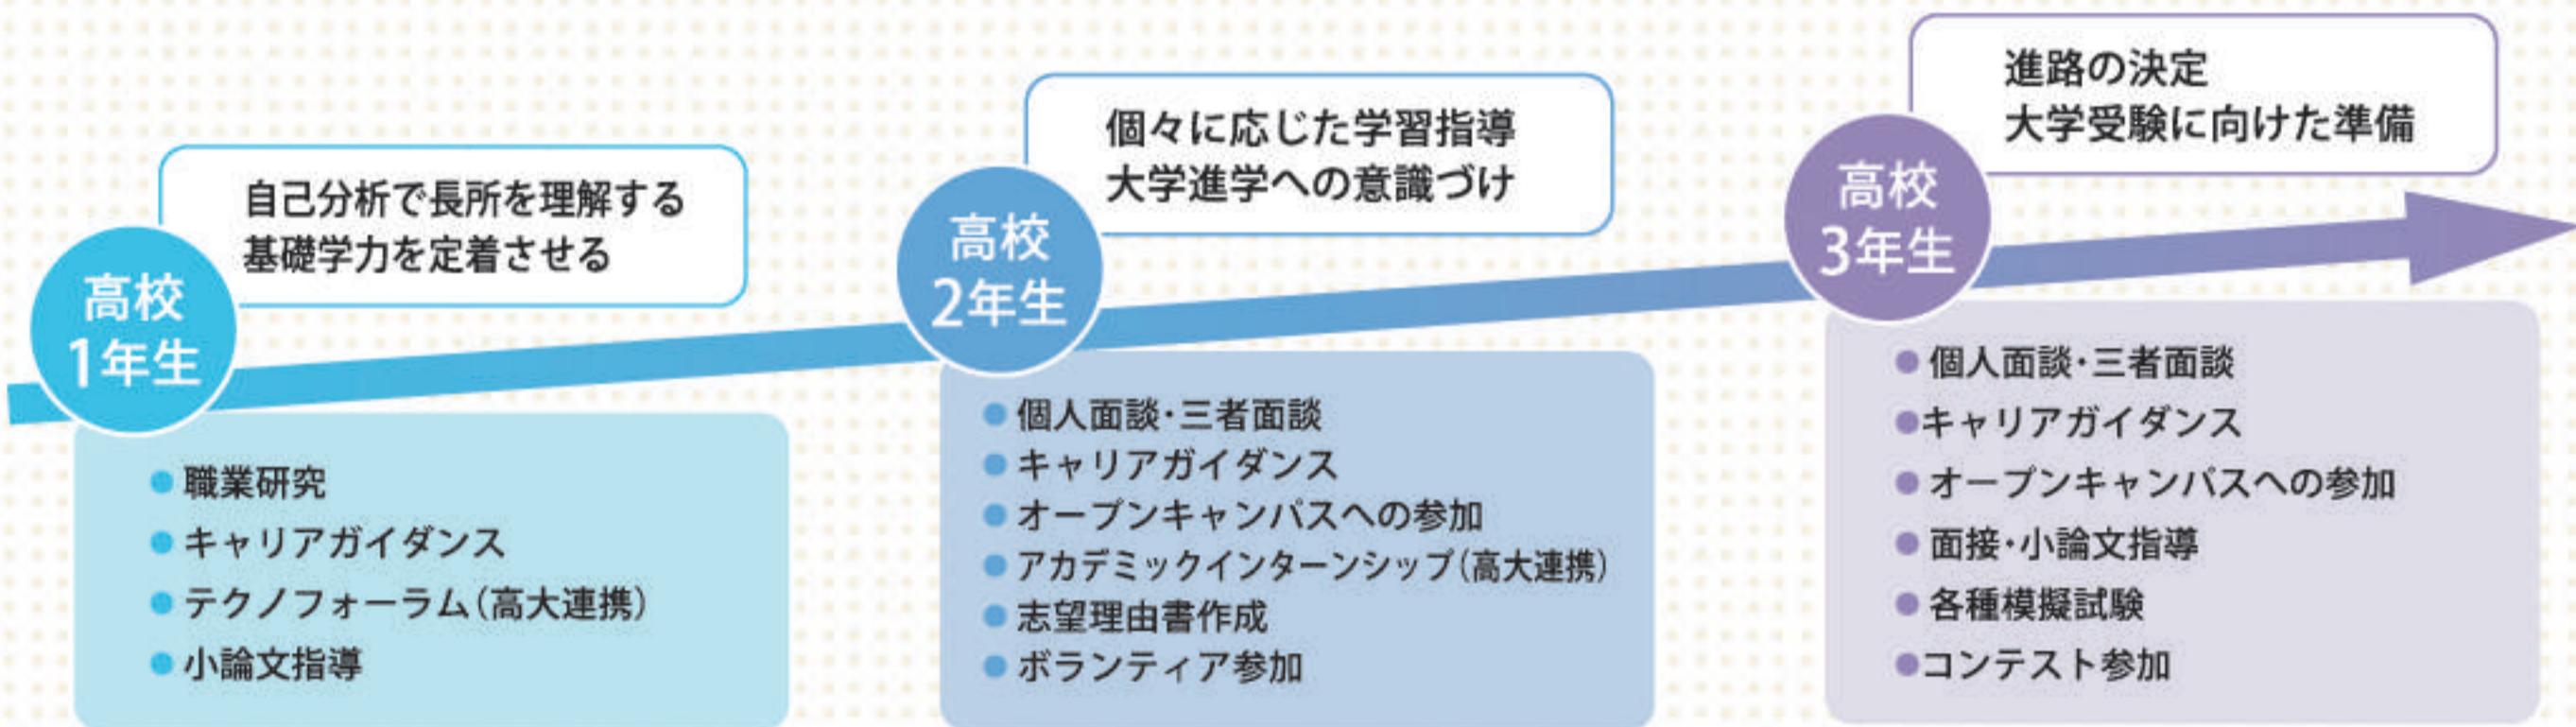 高校
1年生
自己分析で長所を理解する
基礎学力を定着させる
● 職業研究
● キャリアガイダンス
● テクノフォーラム(高大連携)
● 小論文指導
高校
2年生
個々に応じた学習指導
大学進学への意識づけ
● 個人面談・三者面談
● キャリアガイダンス
● オープンキャンパスへの参加
● アカデミックインターンシップ(高大連携)
● 志望理由書作成
● ボランティア参加
高校
3年生
進路の決定
大学受験に向けた準備
● 個人面談・三者面談
●キャリアガイダンス
● オープンキャンパスへの参加
● 面接・小論文指導
● 各種模擬試験
●コンテスト参加